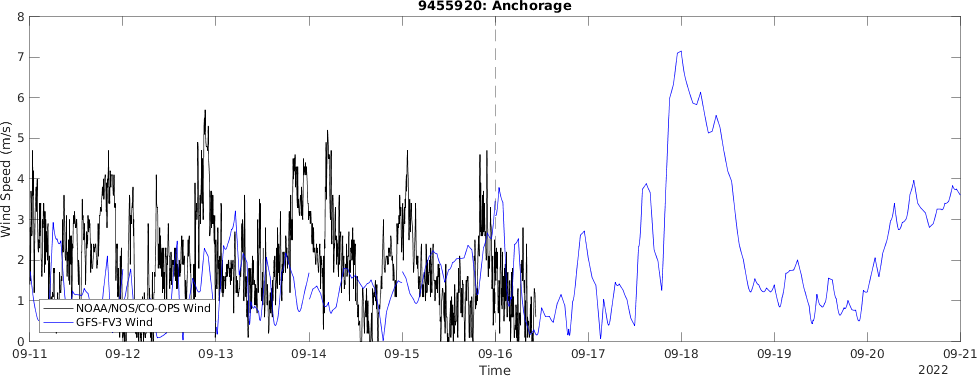 9455920: Anchorage
Wind Speed (m/s)
8
7
6
5
4
3
2
1
0
NOAA/NOS/CO-OPS Wind
GFS-FV3 Wind
09-11 09-12 09-13 09-14 09-15 09-16 09-17 09-18 09-19 09-20 09-21
Time
2022